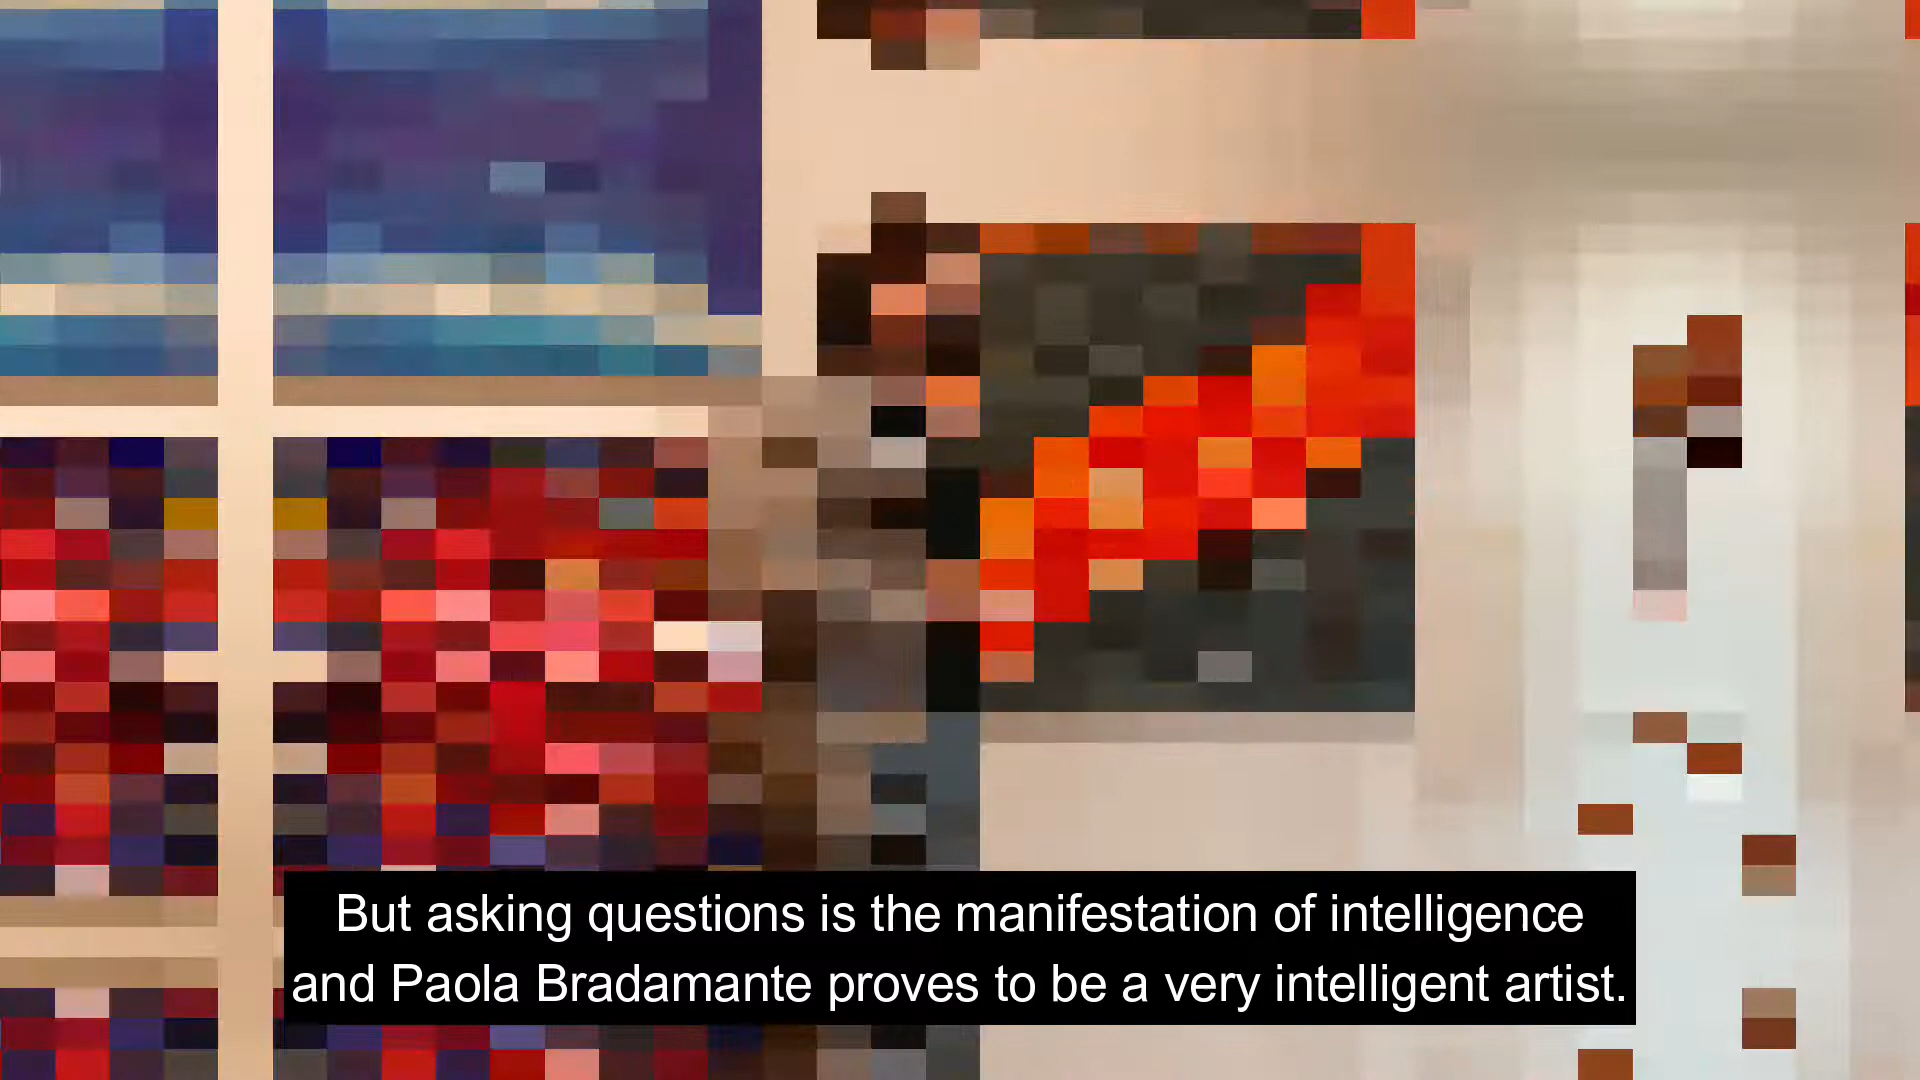 But asking questions is the manifestation of intelligence
and Paola Bradamante proves to be a very intelligent artist.